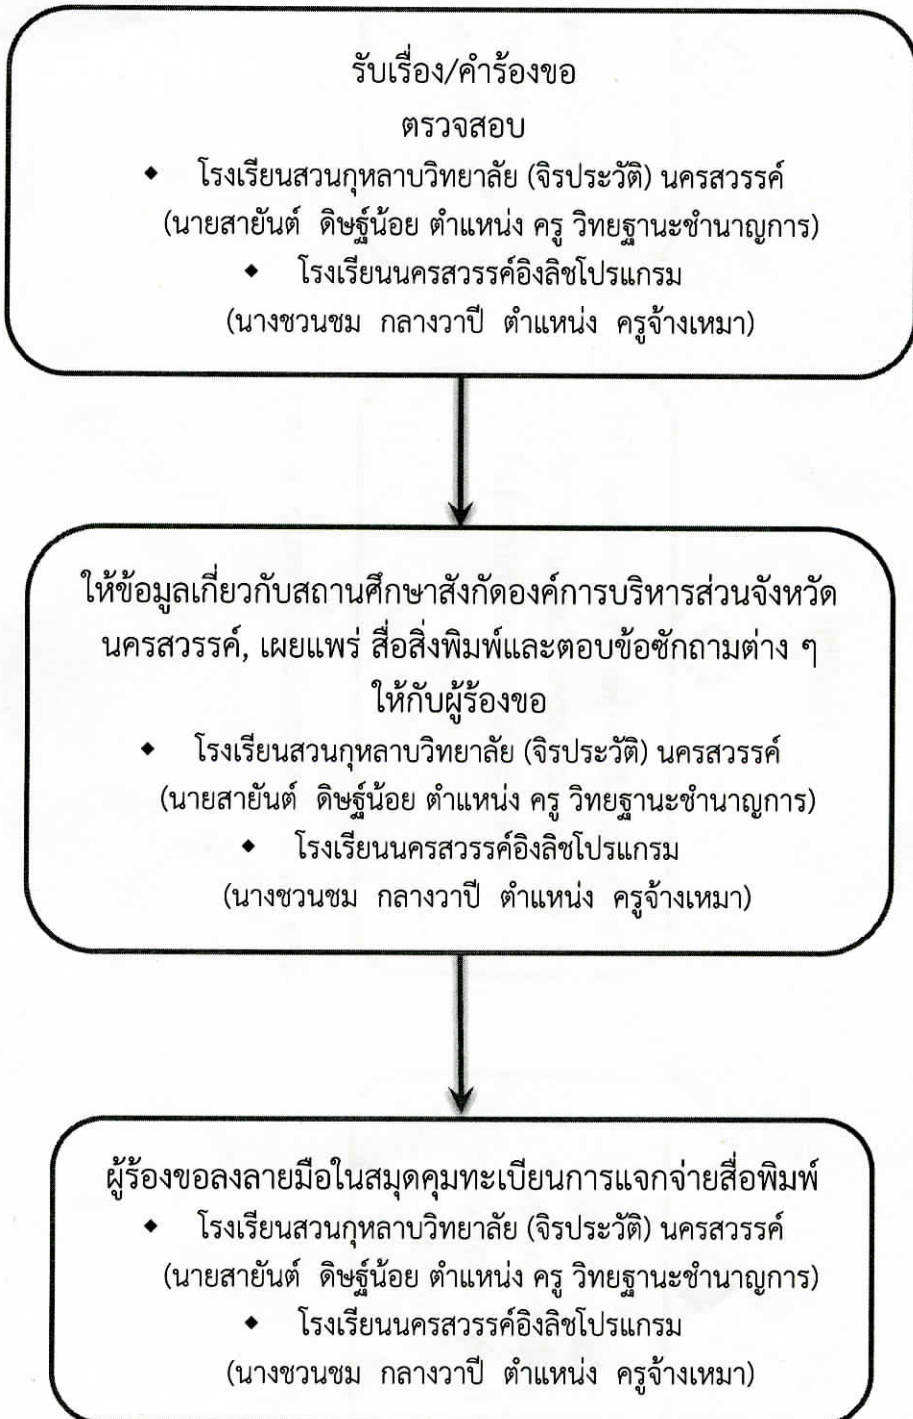 รับเรื่อง/คำร้องขอ
ตรวจสอบ
◆ โรงเรียนสวนกุหลาบวิทยาลัย (จิรประวัติ) นครสวรรค์
(นายสายันต์ ดิษฐ์น้อย ตำแหน่ง ครู วิทยฐานะชำนาญการ)
◆ โรงเรียนนครสวรรค์อิงลิชโปรแกรม
(นางชวนชม กลางวาปี ตำแหน่ง ครูจ้างเหมา)
ให้ข้อมูลเกี่ยวกับสถานศึกษาสังกัดองค์การบริหารส่วนจังหวัด
นครสวรรค์, เผยแพร่ สื่อสิ่งพิมพ์และตอบข้อซักถามต่าง ๆ
ให้กับผู้ร้องขอ
◆ โรงเรียนสวนกุหลาบวิทยาลัย (จิรประวัติ) นครสวรรค์
(นายสายันต์ ดิษฐ์น้อย ตำแหน่ง ครู วิทยฐานะชำนาญการ)
◆ โรงเรียนนครสวรรค์อิงลิชโปรแกรม
(นางชวนชม กลางวาปี ตำแหน่ง ครูจ้างเหมา)
ผู้ร้องขอลงลายมือในสมุดคุมทะเบียนการแจกจ่ายสื่อพิมพ์
◆ โรงเรียนสวนกุหลาบวิทยาลัย (จิรประวัติ) นครสวรรค์
(นายสายันต์ ดิษฐ์น้อย ตำแหน่ง ครู วิทยฐานะชำนาญการ)
◆ โรงเรียนนครสวรรค์อิงลิชโปรแกรม
(นางชวนชม กลางวาปี ตำแหน่ง ครูจ้างเหมา)